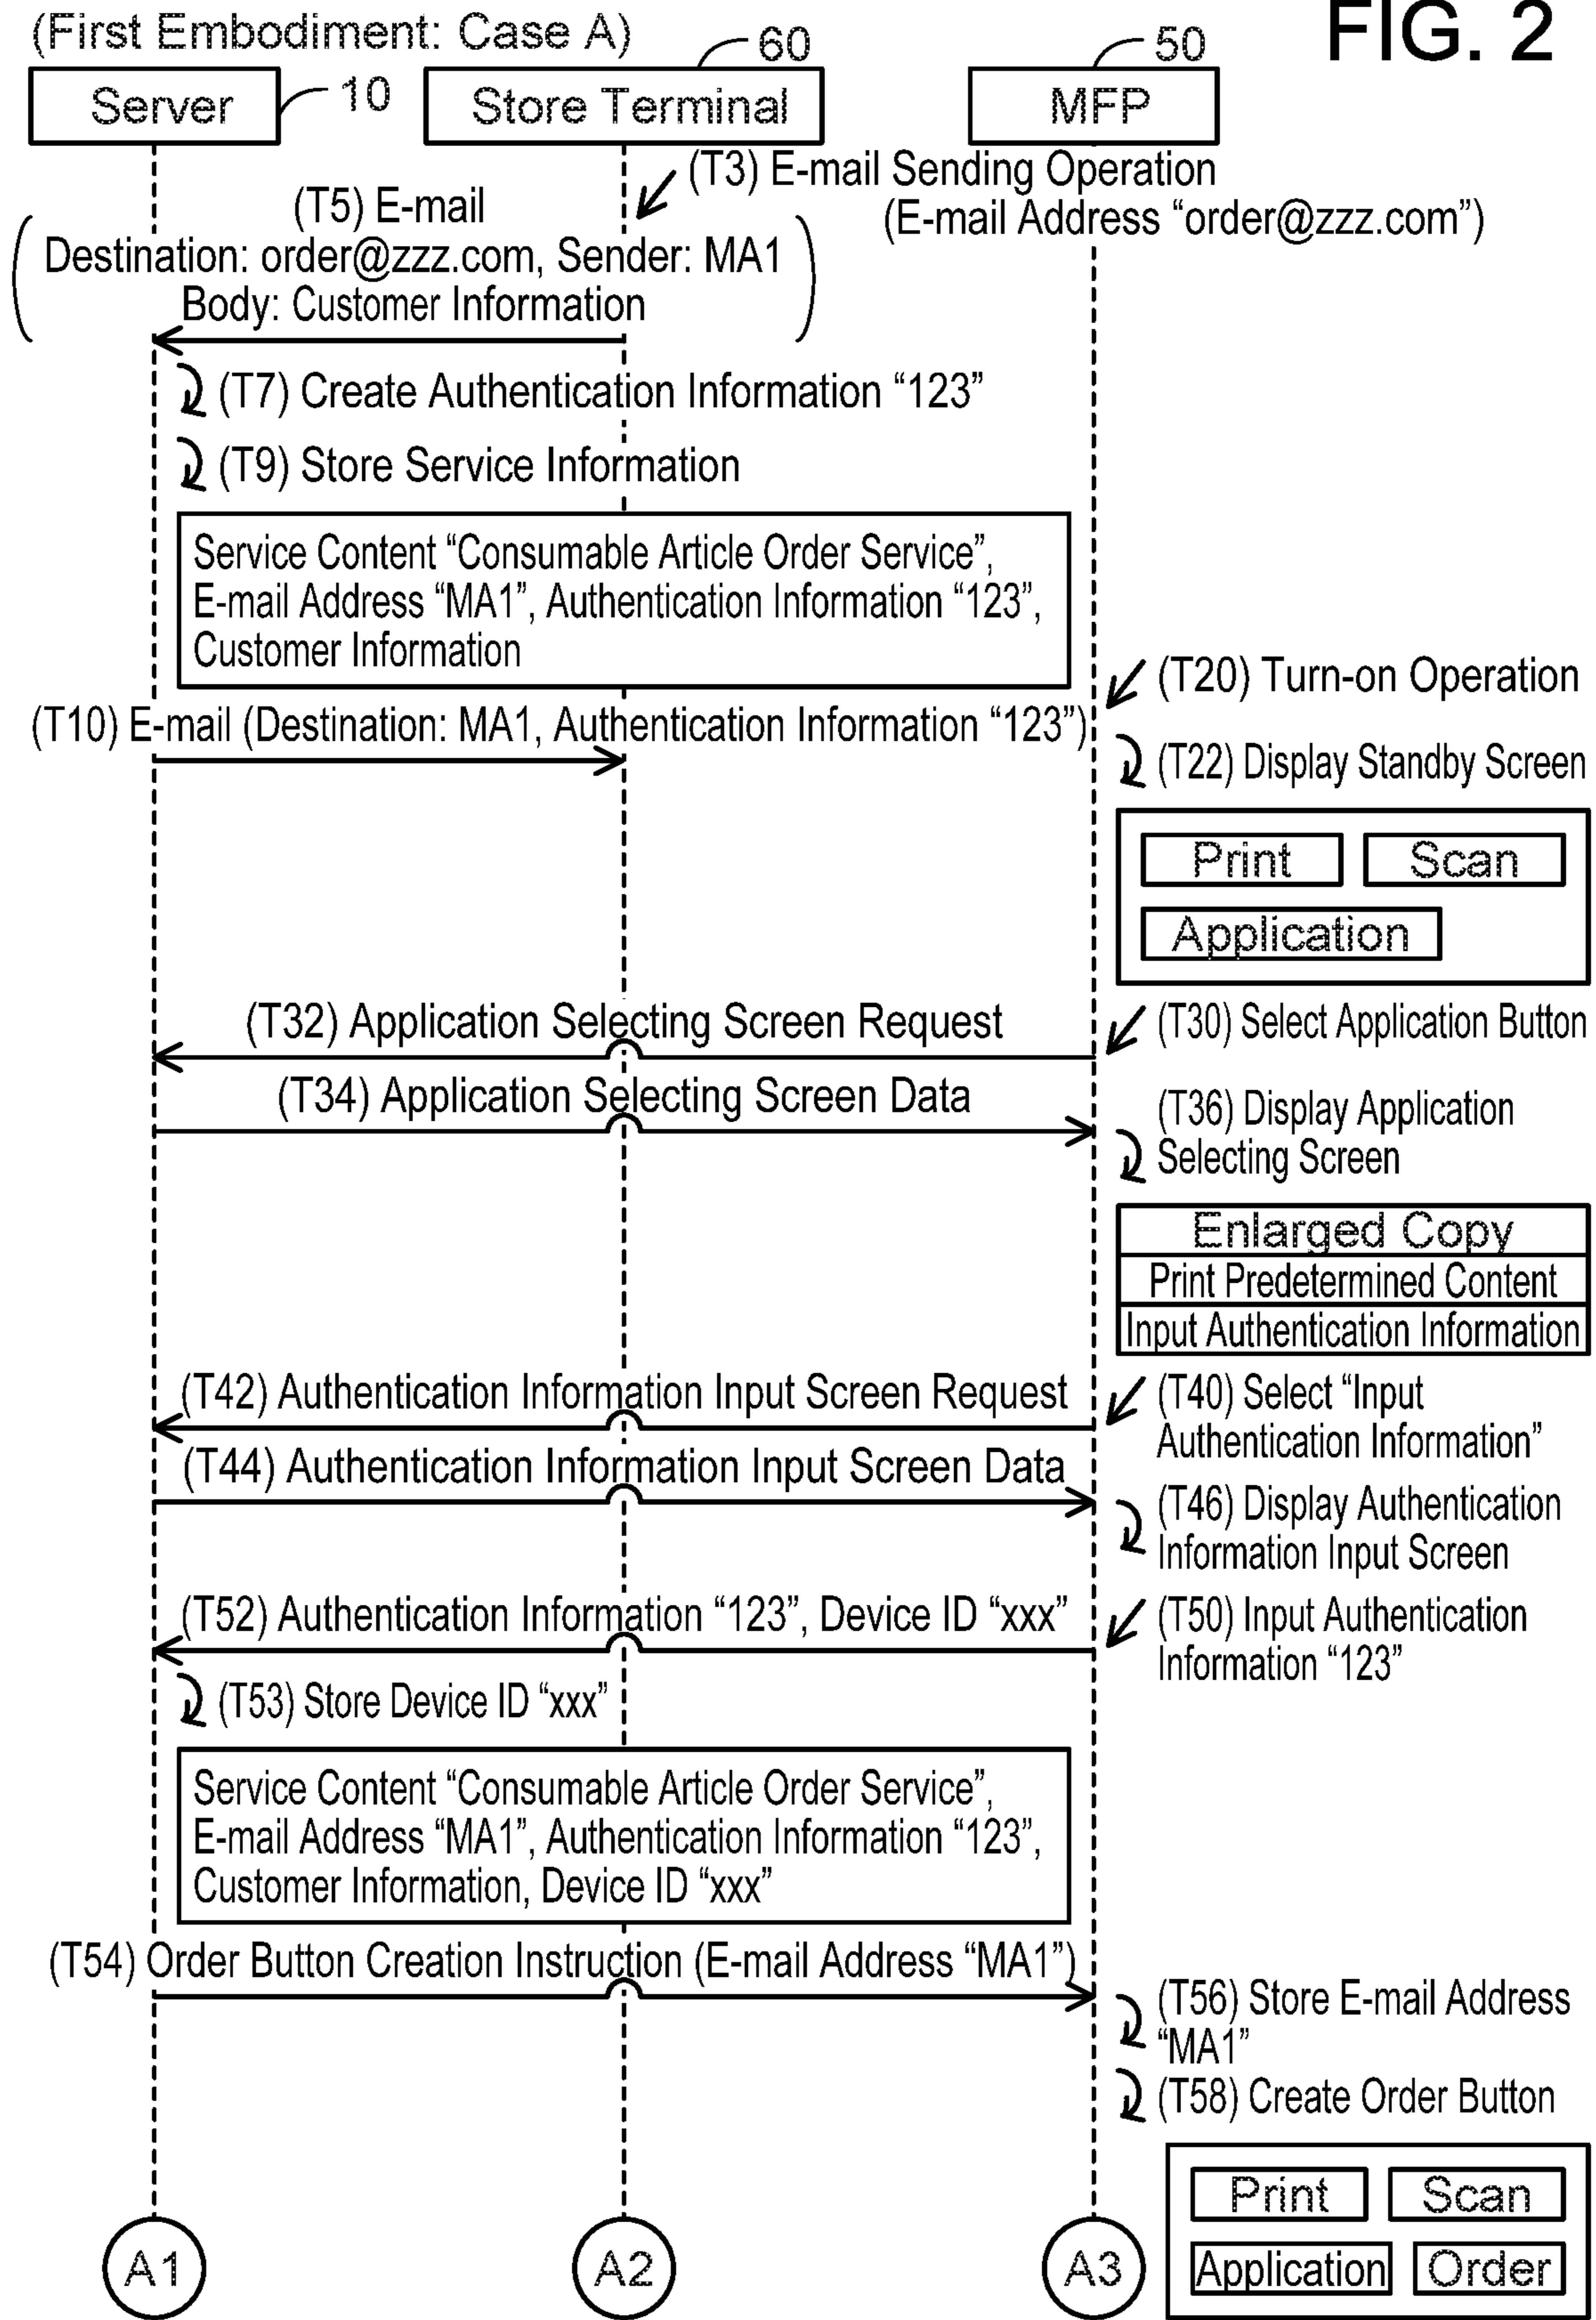 (First Embodiment: Case A)
FIG. 2
Server
10
Store Terminal
60
MFP
50
(T3) E-mail Sending Operation
(E-mail Address “order@zzz.com”)
(T5) E-mail
Destination: order@zzz.com, Sender: MA1
Body: Customer Information
(T7) Create Authentication Information “123”
(T9) Store Service Information
Service Content “Consumable Article Order Service”,
E-mail Address “MA1”, Authentication Information “123”,
Customer Information
(T20) Turn-on Operation
(T10) E-mail (Destination: MA1, Authentication Information “123”)
(T22) Display Standby Screen
Print
Scan
Application
(T32) Application Selecting Screen Request
(T30) Select Application Button
(T34) Application Selecting Screen Data
(T36) Display Application
Selecting Screen
Enlarged Copy
Print Predetermined Content
Input Authentication Information
(T42) Authentication Information Input Screen Request
(T40) Select “Input
Authentication Information”
(T44) Authentication Information Input Screen Data
(T46) Display Authentication
Information Input Screen
(T52) Authentication Information “123”, Device ID “xxx”
(T50) Input Authentication
Information “123”
(T53) Store Device ID “xxx”
Service Content “Consumable Article Order Service”,
E-mail Address “MA1”, Authentication Information “123”,
Customer Information, Device ID “xxx”
(T54) Order Button Creation Instruction (E-mail Address “MA1”)
(T56) Store E-mail Address
“MA1”
(T58) Create Order Button
Print
Scan
Application
Order
A1
A2
A3